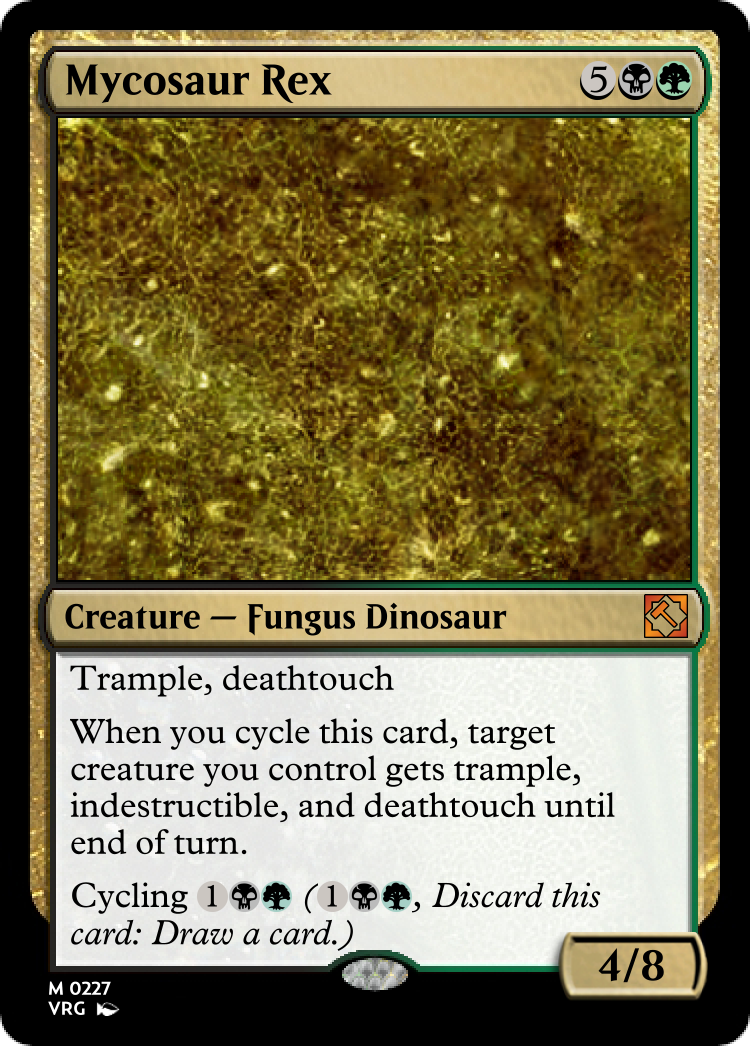 Mycosaur Rex 5
Creature — Fungus Dinosaur
Trample, deathtouch
When you cycle this card, target
creature you control gets trample,
indestructible, and deathtouch until
end of turn.
Cycling 1 (1, Discard this
card: Draw a card.)
4/8
M 0227
VRG